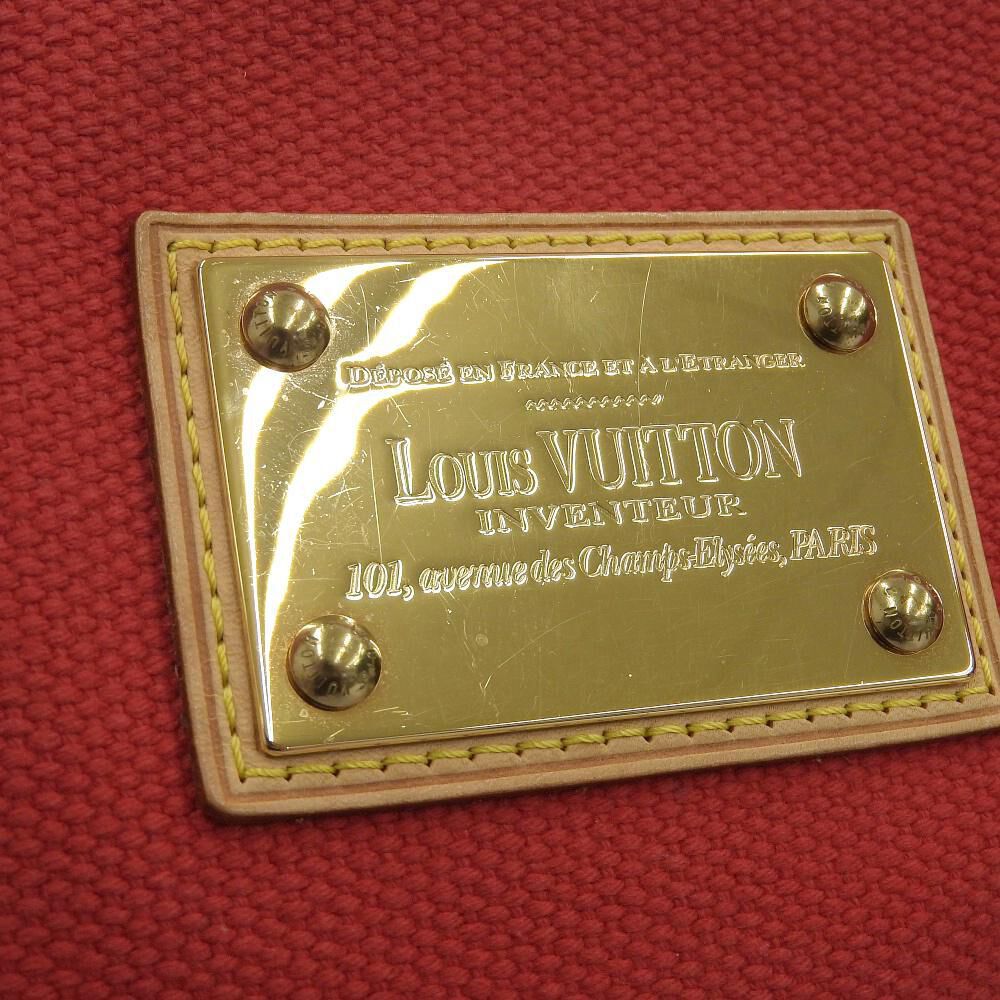 DÉPOSÉ EN FRANCE ET A L'ETRANGER
LOUIS VUITTON
INVENTEUR
101, avenue des Champs-Elysées, PARIS